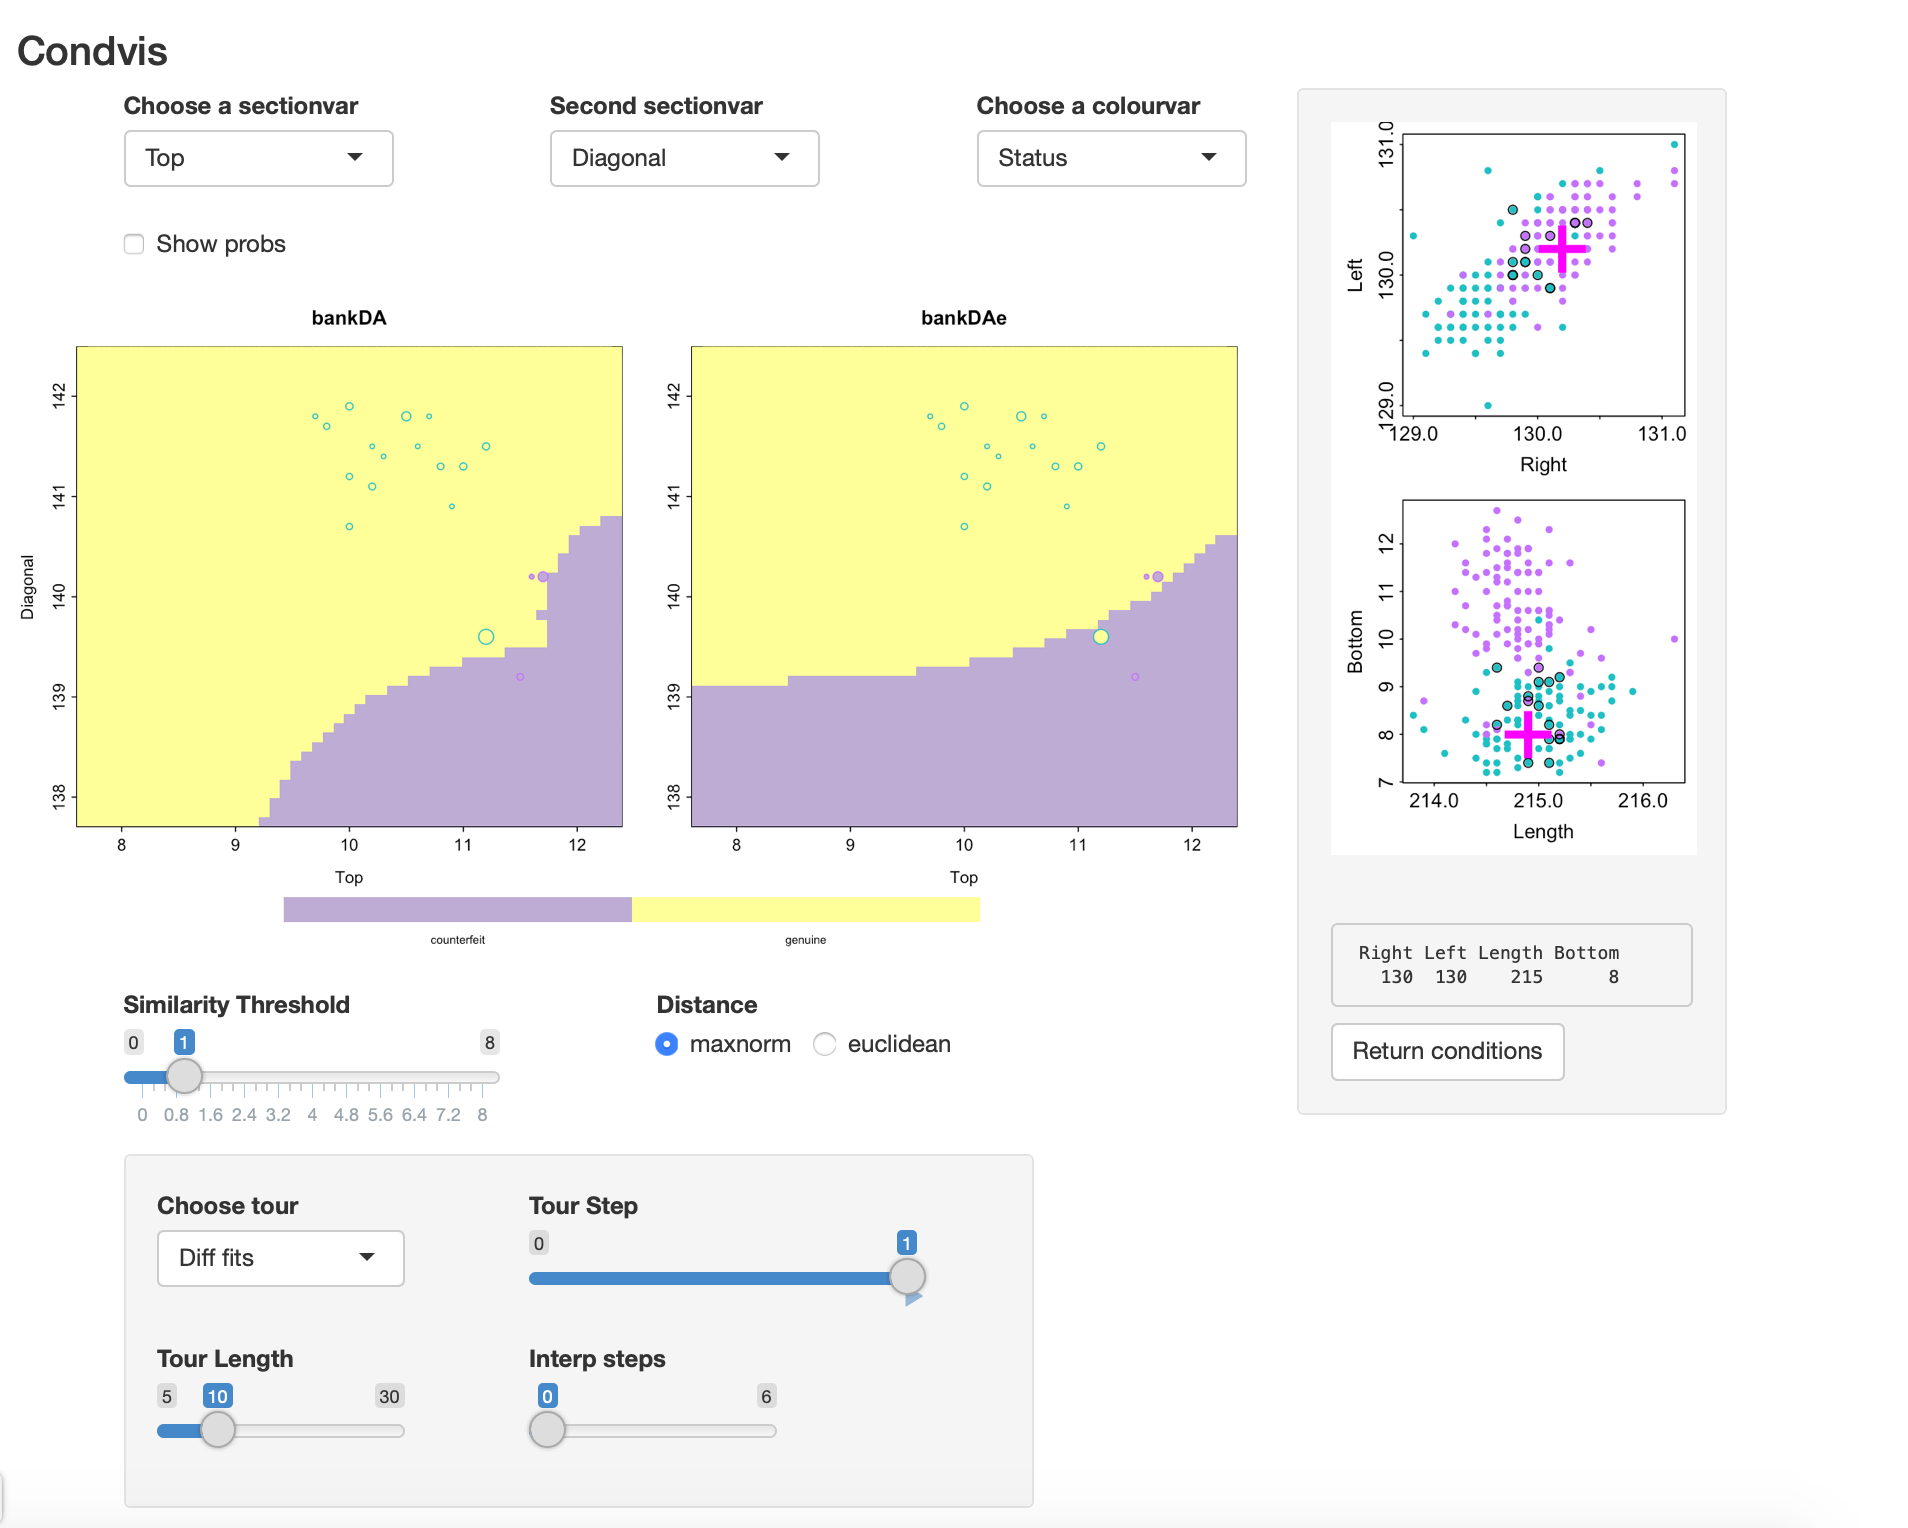 Condvis
Choose a sectionvar
Top
Second sectionvar
Diagonal
Choose a colourvar
Status
Show probs
bankDA
142
141
140
139
138
Diagonal
8 9 10 11 12
Top
bankDAe
142
141
140
139
138
8 9 10 11 12
Top
counterfeit genuine
131.0
130.0
129.0
Left
129.0 130.0 131.0
Right
12
11
10
9
8
7
Bottom
214.0 215.0 216.0
Length
Right Left Length Bottom
130 130 215 8
Return conditions
Similarity Threshold
0 1 8
0 0.8 1.6 2.4 3.2 4 4.8 5.6 6.4 7.2 8
Distance
maxnorm euclidean
Choose tour
Diff fits
Tour Step
0 1
Tour Length
5 10 30
Interp steps
0 6